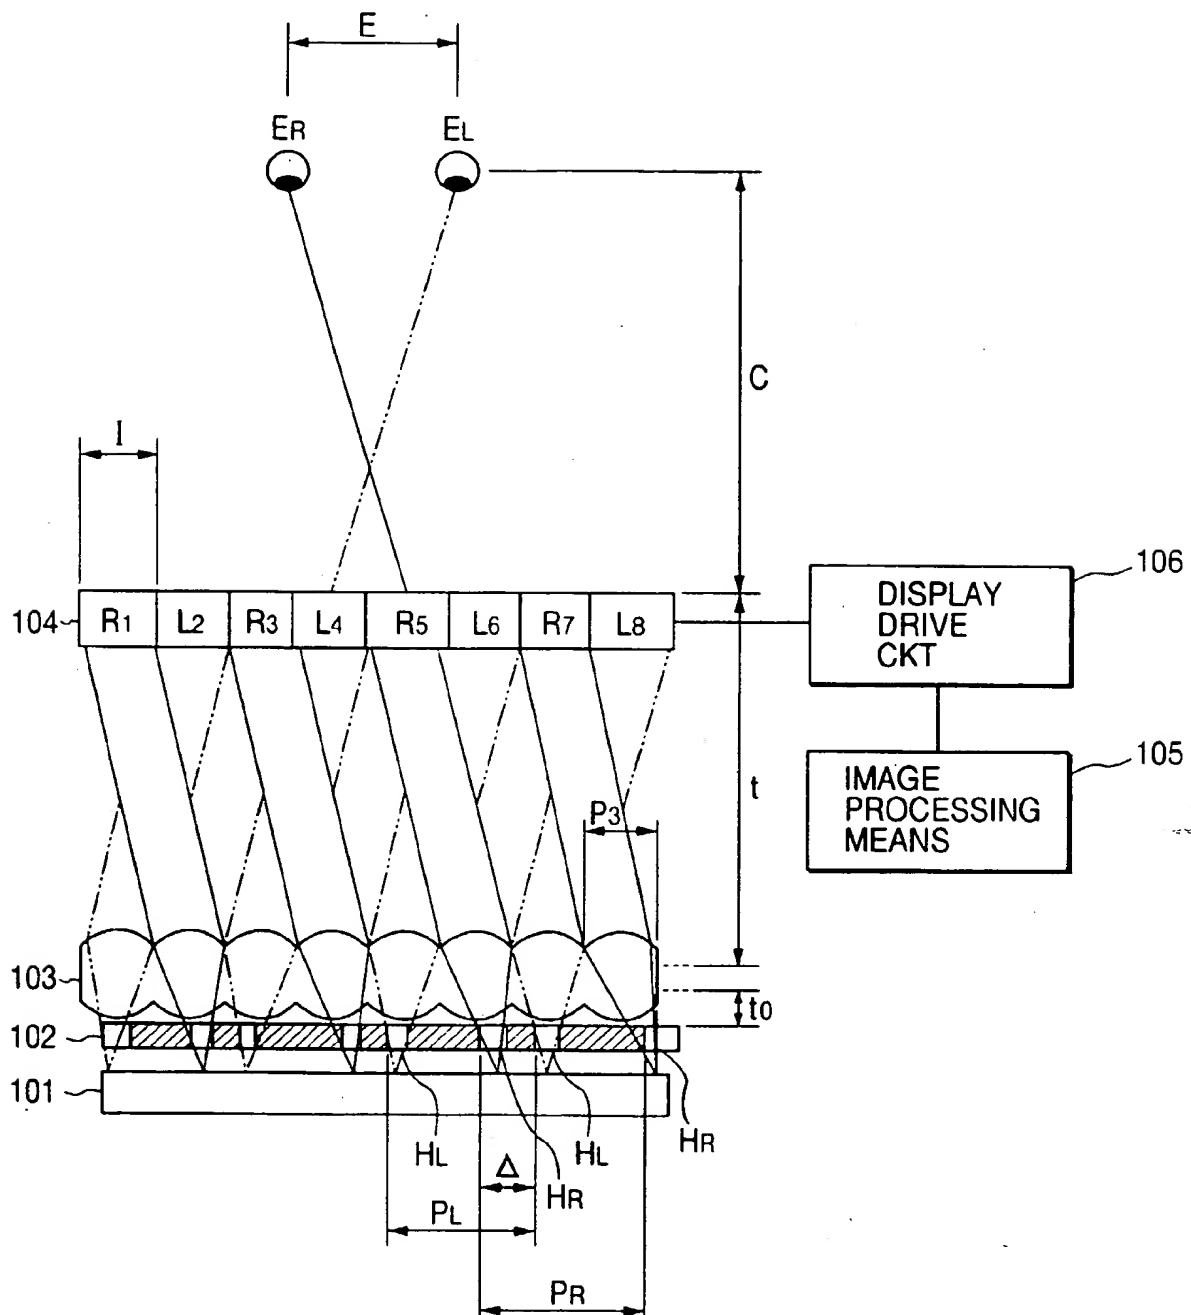 E
ER EL
C
I
104 R1 L2 R3 L4 R5 L6 R7 L8
DISPLAY
DRIVE
CKT
106
IMAGE
PROCESSING
MEANS
105
t
P3
103
t0
102
101
HL HR HL HR
Δ
PL
PR